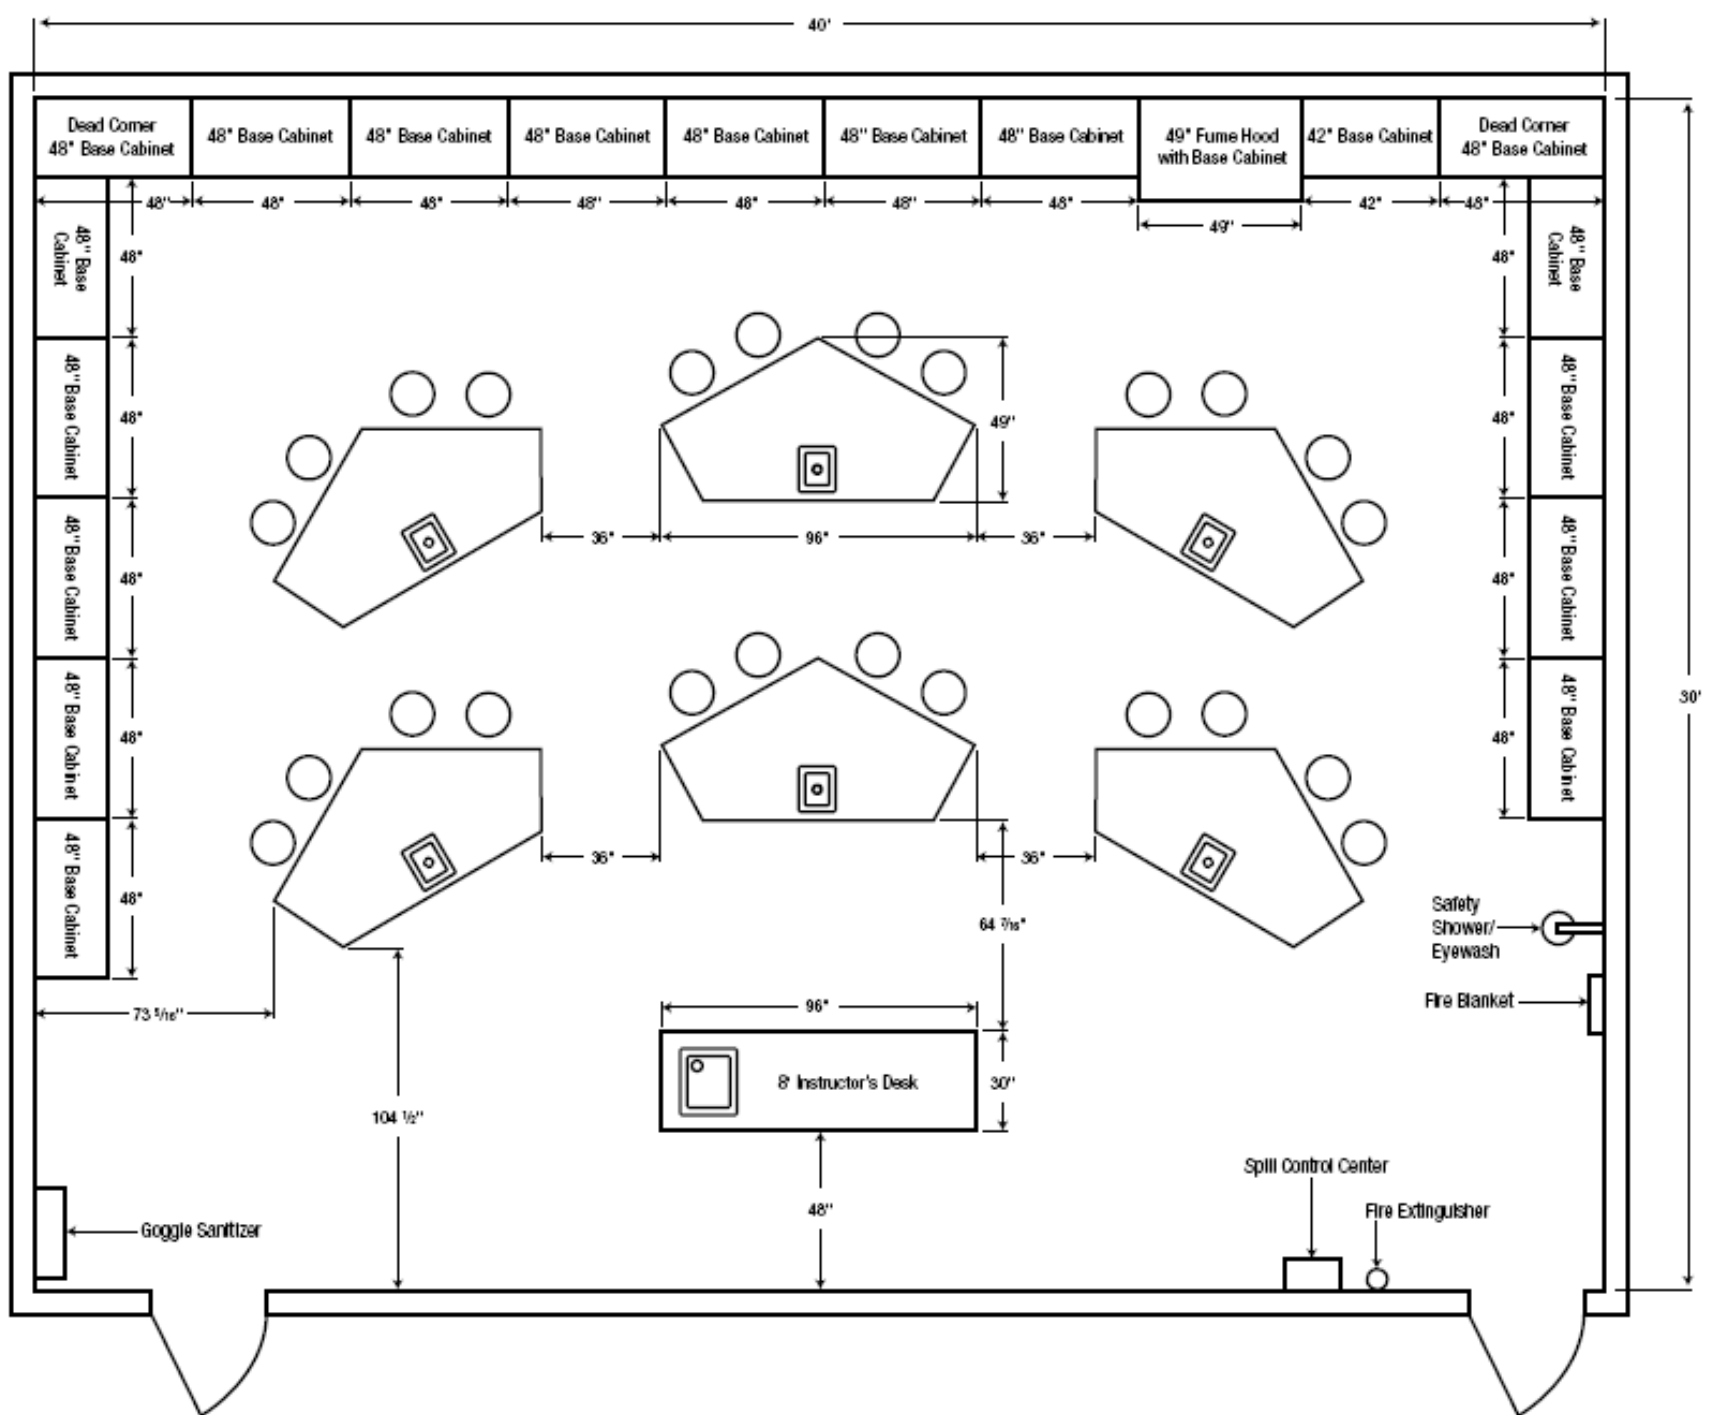 40'
Dead Corner
48" Base Cabinet
48" Base Cabinet
48" Base Cabinet
48" Base Cabinet
48" Base Cabinet
48" Base Cabinet
48" Base Cabinet
49" Fume Hood
with Base Cabinet
42" Base Cabinet
Dead Corner
48" Base Cabinet
48"
48"
48"
48"
48"
48"
48"
49"
42"
48"
48" Base
Cabinet
48"
48"
48" Base
Cabinet
48" Base Cabinet
48"
49"
48"
48" Base Cabinet
36"
96"
36"
48" Base Cabinet
48"
48"
48" Base Cabinet
30'
48" Base Cabinet
48"
48"
48" Base Cabinet
36"
36"
48" Base Cabinet
48"
64 7/16"
Safety
Shower/
Eyewash
Fire Blanket
73 5/16"
96"
8' Instructor's Desk
30"
104 1/2"
48"
Spill Control Center
Fire Extinguisher
Goggle Sanitizer